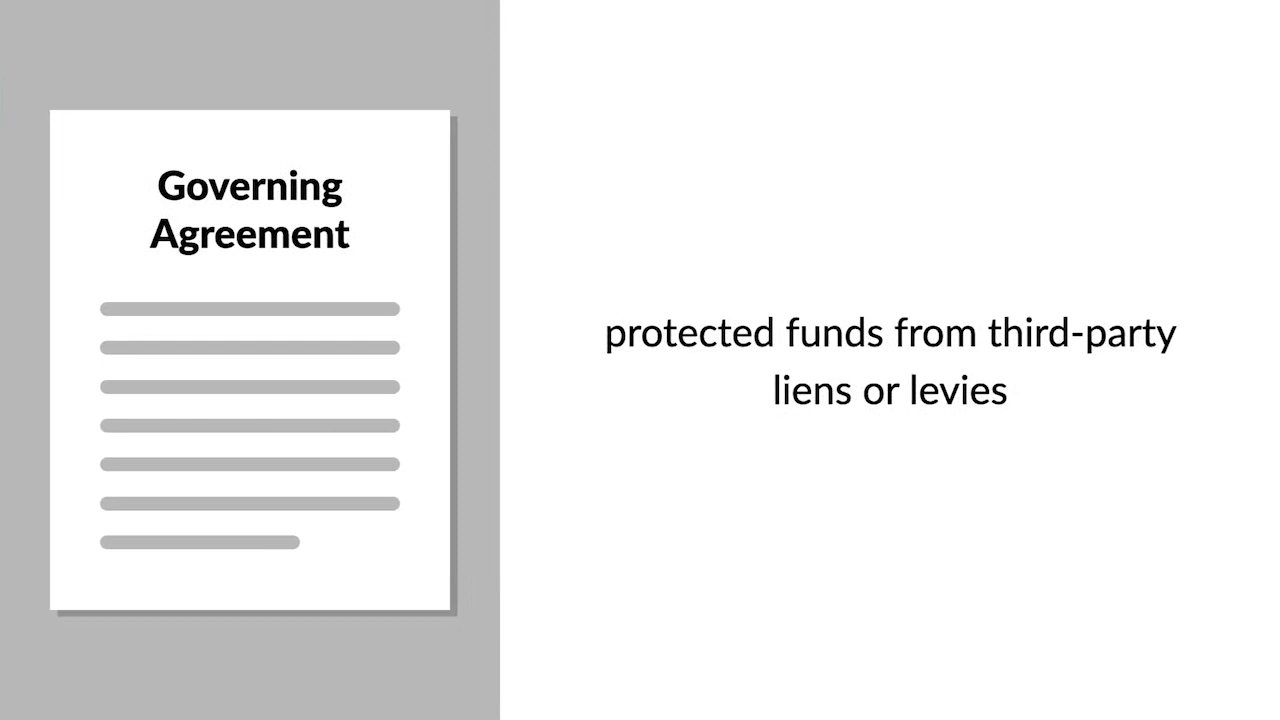 Governing
Agreement
protected funds from third-party
liens or levies